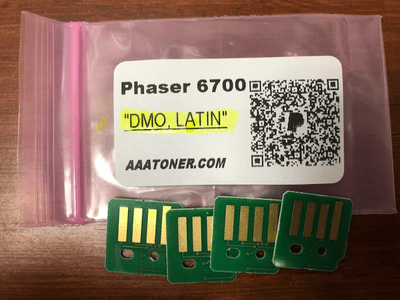 Phaser 6700
"DMO, LATIN"
AAATONER.COM